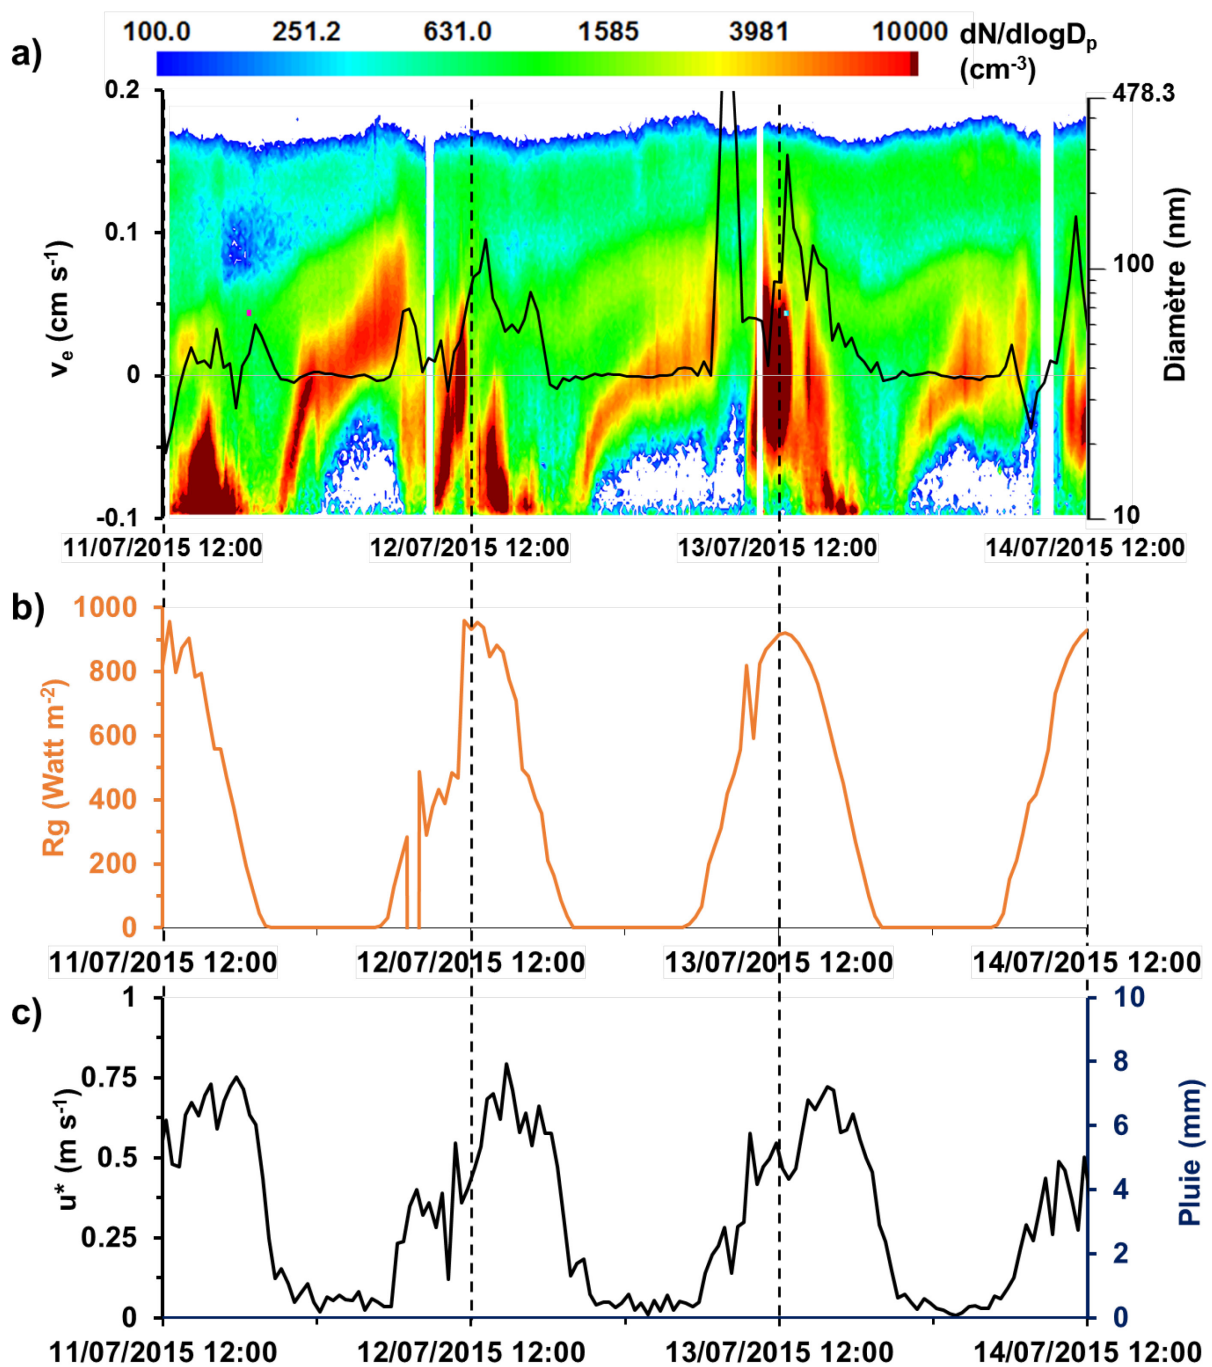 100.0 251.2 631.0 1585 3981 10000 dN/dlogDp
a) (cm-3)
0.2 478.3
0.1 100
0
-0.1 10
ve (cm s-1)
Diamètre (nm)
11/07/2015 12:00 12/07/2015 12:00 13/07/2015 12:00 14/07/2015 12:00
b) 1000
800
600
400
200
0
Rg (Watt m-2)
11/07/2015 12:00 12/07/2015 12:00 13/07/2015 12:00 14/07/2015 12:00
c) 1 10
0.75 8
0.5 6
0.25 4
0 2
0
u* (m s-1)
Pluie (mm)
11/07/2015 12:00 12/07/2015 12:00 13/07/2015 12:00 14/07/2015 12:00